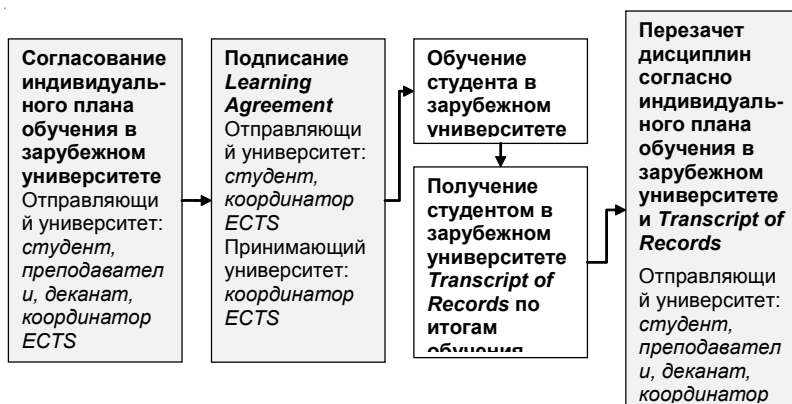 Согласование
индивидуаль-
ного плана
обучения в
зарубежном
университете
Отправляющи
й университет:
студент,
преподавател
и, деканат,
координатор
ECTS
Подписание
Learning
Agreement
Отправляющи
й университет:
студент,
координатор
ECTS
Принимающий
университет:
координатор
ECTS
Обучение
студента в
зарубежном
университете
Получение
студентом в
зарубежном
университете
Transcript of
Records по
итогам
обучения
Перезачет
дисциплин
согласно
индивидуаль-
ного плана
обучения в
зарубежном
университете
и Transcript of
Records
Отправляющи
й университет:
студент,
преподавател
и, деканат,
координатор